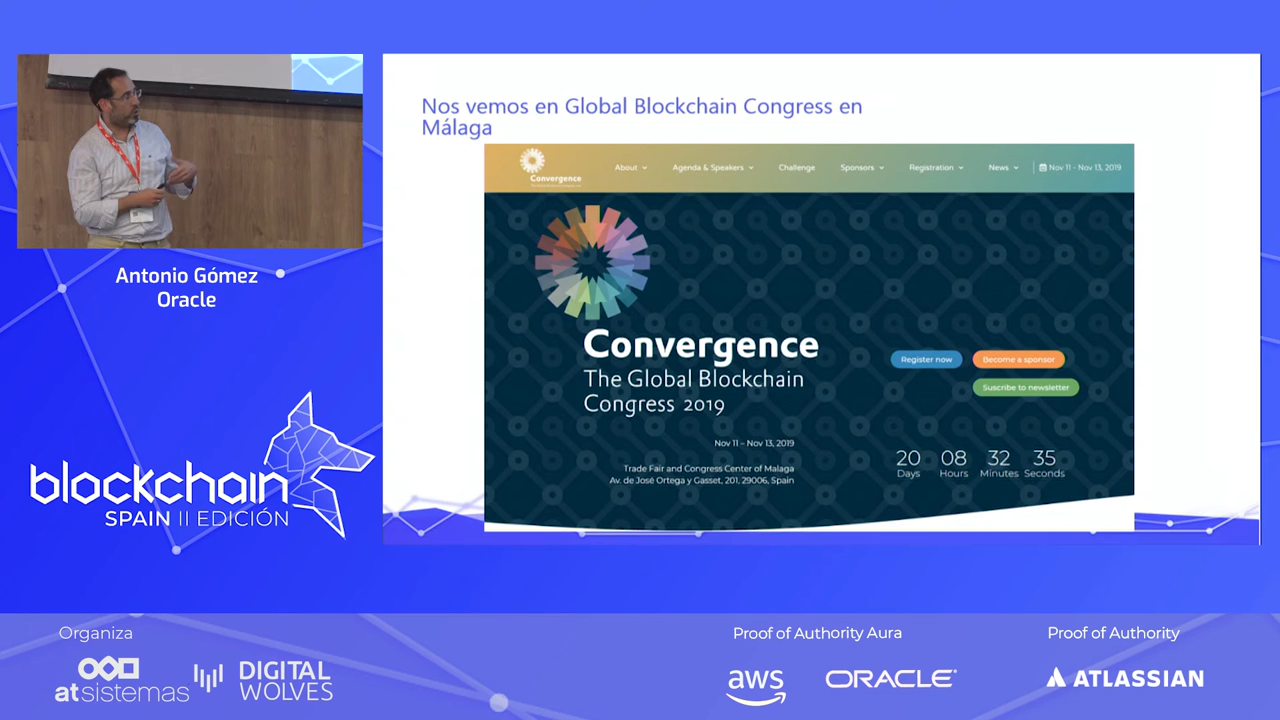 Nos vemos en Global Blockchain Congress en
Málaga
Convergence
About
Agenda & Speakers
Challenge
Sponsors
Registration
News
Nov 11 - Nov 13, 2019
Convergence
The Global Blockchain
Congress 2019
Register now
Become a sponsor
Suscribe to newsletter
Nov 11 – Nov 13, 2019
Trade Fair and Congress Center of Malaga
Av. de José Ortega y Gasset, 201, 29006, Spain
20 08 32 35
Days Hours Minutes Seconds
Antonio Gómez
Oracle
blockchain
SPAIN II EDICIÓN
Organiza
atsistemas
DIGITAL
WOLVES
Proof of Authority Aura
aws
ORACLE
Proof of Authority
ATLASSIAN